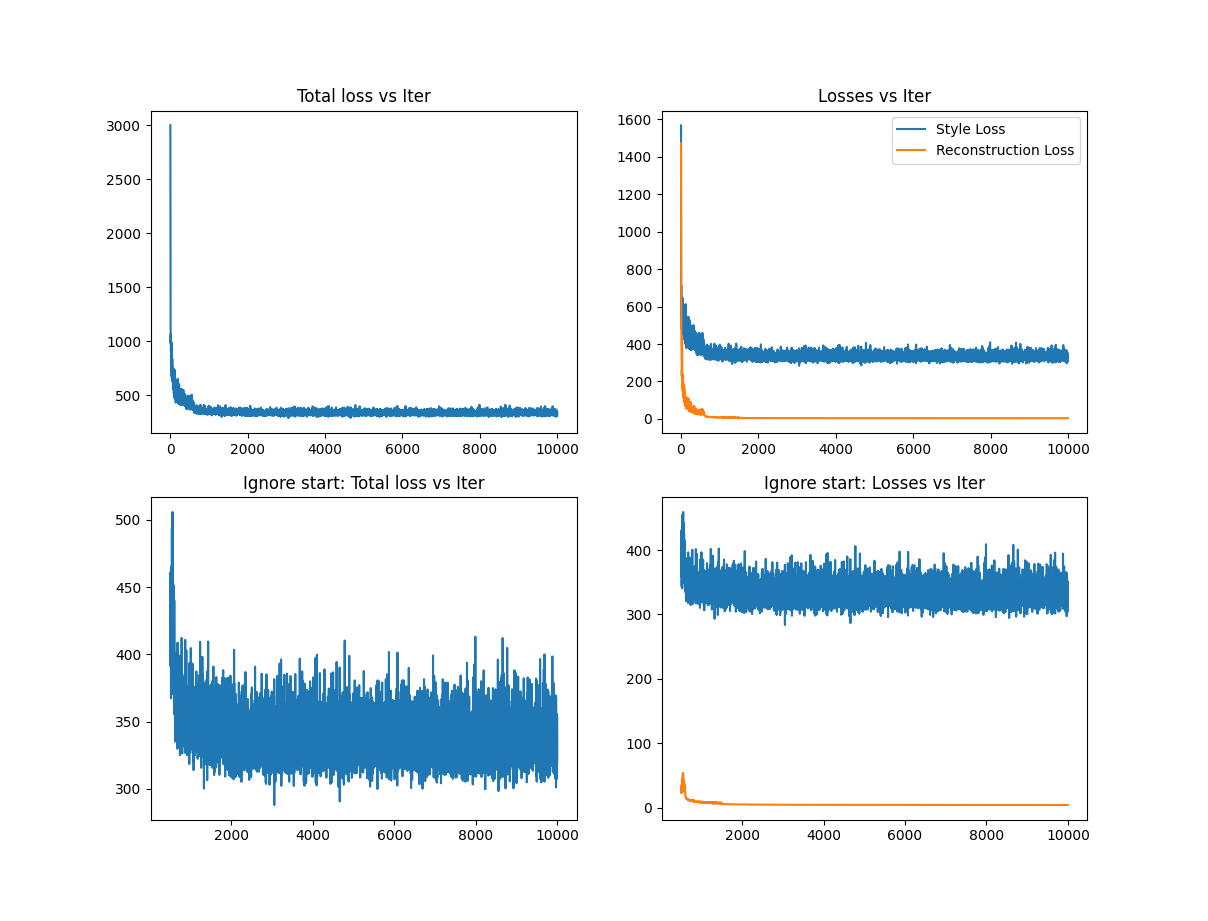 Total loss vs Iter
3000
2500
2000
1500
1000
500
0 2000 4000 6000 8000 10000
Losses vs Iter
1600
1400
1200
1000
800
600
400
200
0
Style Loss
Reconstruction Loss
0 2000 4000 6000 8000 10000
Ignore start: Total loss vs Iter
500
450
400
350
300
2000 4000 6000 8000 10000
Ignore start: Losses vs Iter
400
300
200
100
0
2000 4000 6000 8000 10000